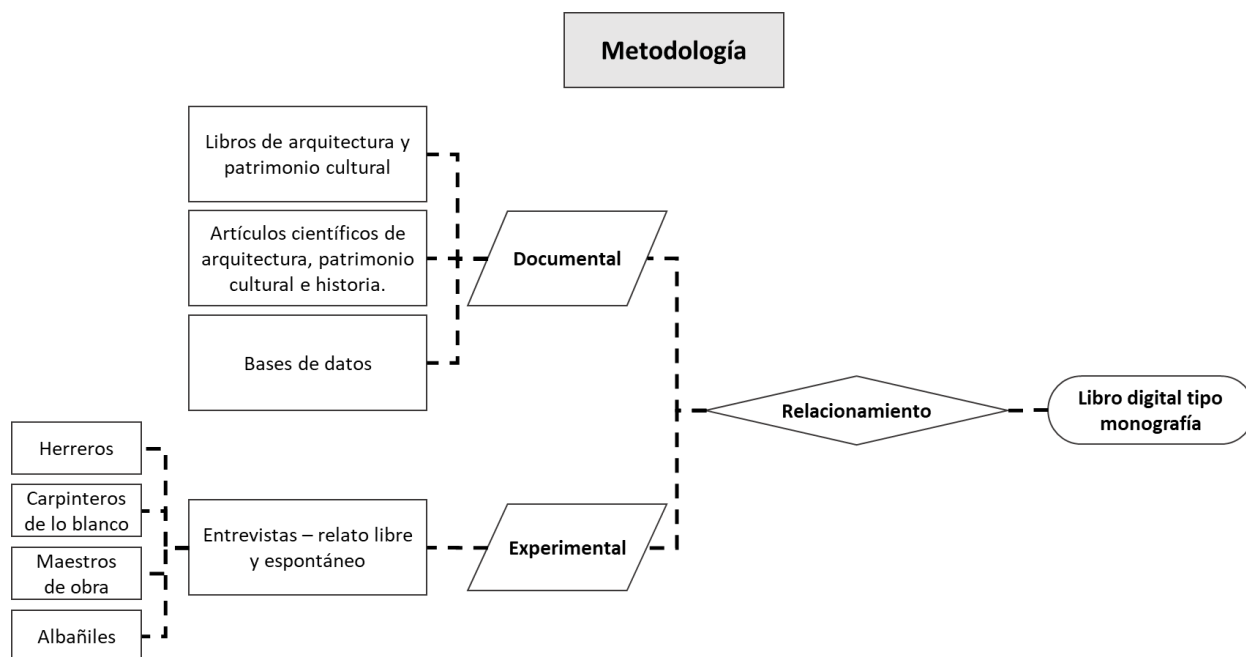 Metodología
Libros de arquitectura y
patrimonio cultural
Artículos científicos de
arquitectura, patrimonio
cultural e historia.
Bases de datos
Documental
Herreros
Carpinteros
de lo blanco
Maestros
de obra
Albañiles
Entrevistas – relato libre
y espontáneo
Experimental
Relacionamiento
Libro digital tipo
monografía